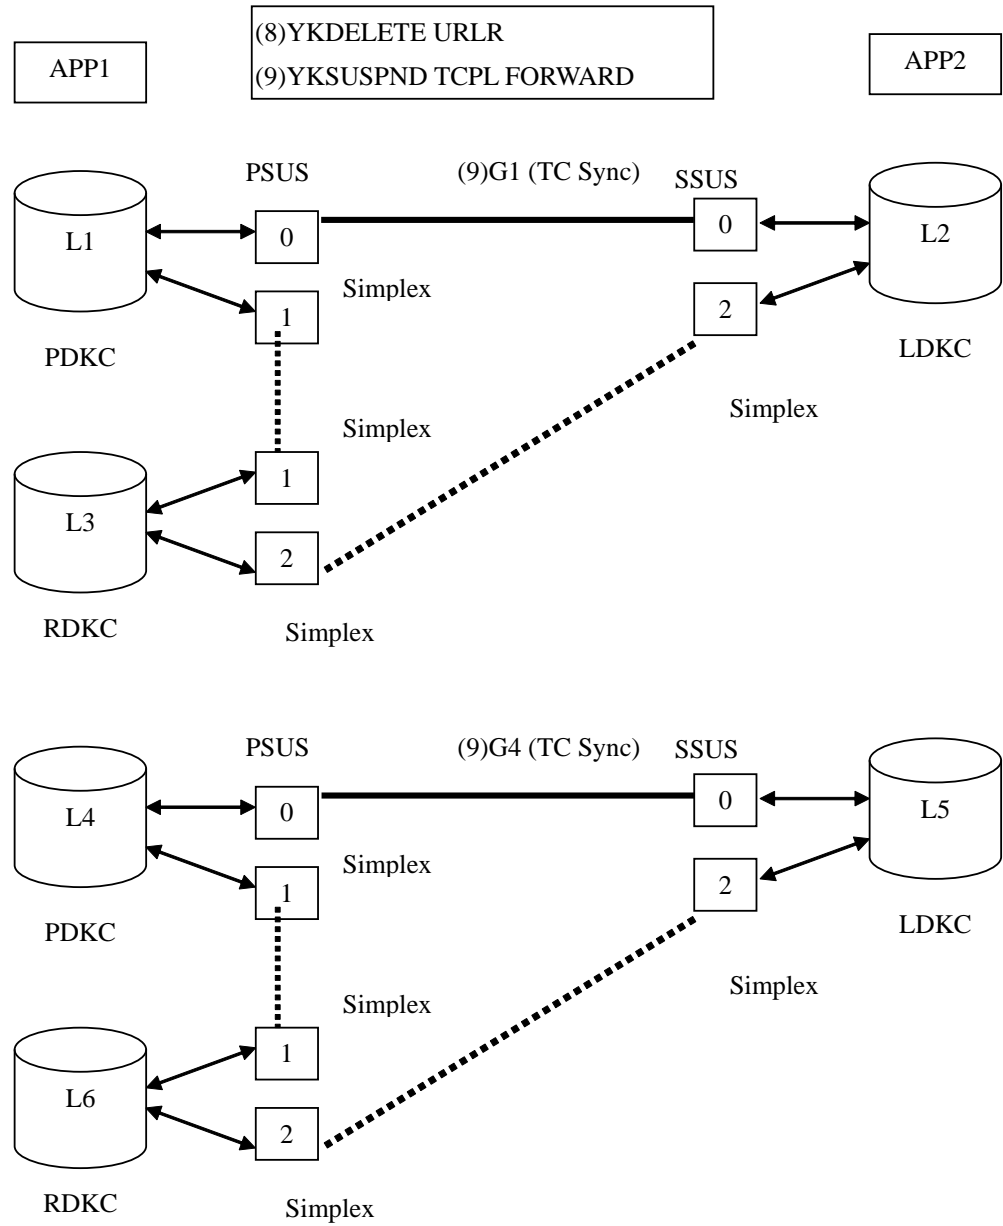 (8)YKDELETE URLR
(9)YKSUSPND TCPL FORWARD
APP1
APP2
PSUS
(9)G1 (TC Sync)
SSUS
L1
0
0
L2
Simplex
1
2
PDKC
LDKC
Simplex
Simplex
1
L3
2
RDKC
Simplex
PSUS
(9)G4 (TC Sync)
SSUS
L4
0
0
L5
Simplex
1
2
PDKC
LDKC
Simplex
Simplex
1
L6
2
RDKC
Simplex